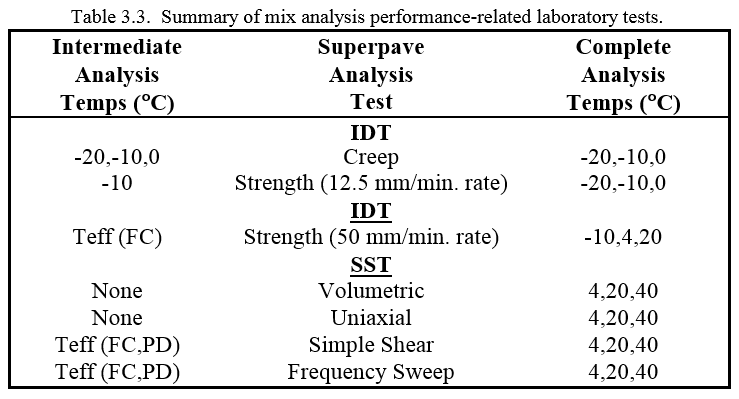 Table 3.3. Summary of mix analysis performance-related laboratory tests.
Intermediate Superpave Complete
Analysis Analysis Analysis
Temps (°C) Test Temps (°C)
IDT
-20,-10,0 Creep -20,-10,0
-10 Strength (12.5 mm/min. rate) -20,-10,0
IDT
Teff (FC) Strength (50 mm/min. rate) -10,4,20
SST
None Volumetric 4,20,40
None Uniaxial 4,20,40
Teff (FC,PD) Simple Shear 4,20,40
Teff (FC,PD) Frequency Sweep 4,20,40